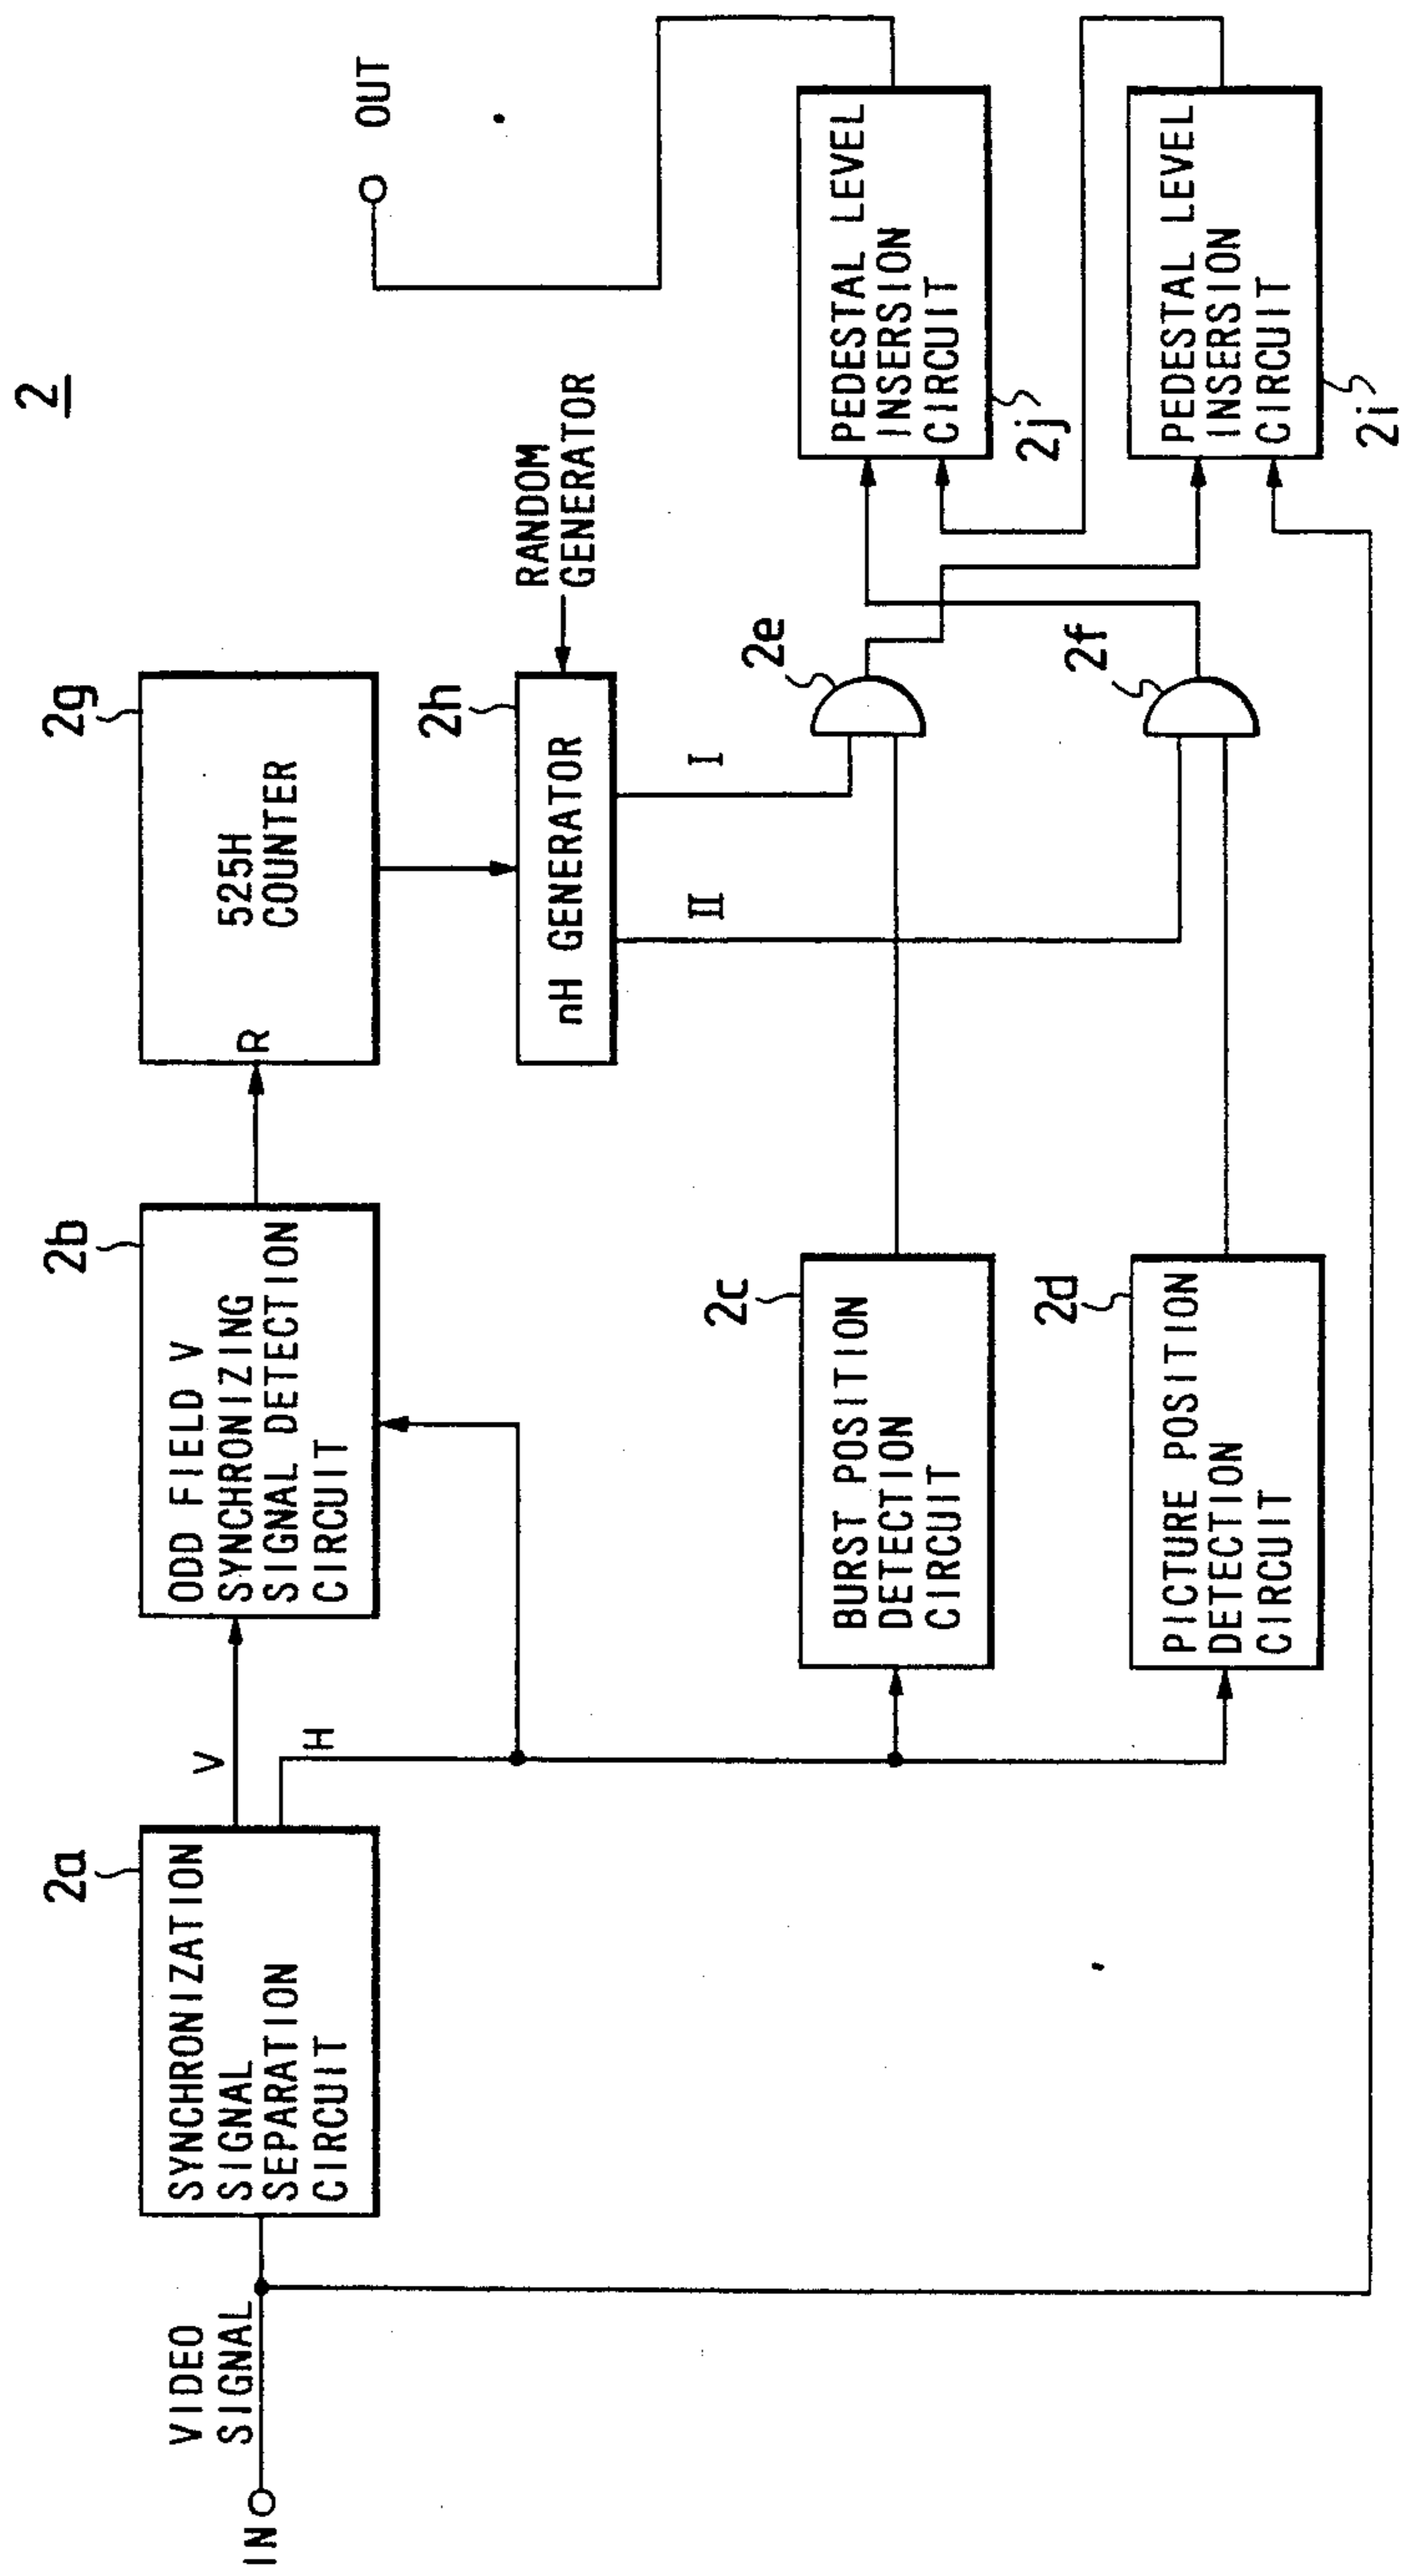 2
IN
VIDEO
SIGNAL
2a
SYNCHRONIZATION
SIGNAL
SEPARATION
CIRCUIT
V
H
2b
ODD FIELD V
SYNCHRONIZING
SIGNAL DETECTION
CIRCUIT
2g
525H
COUNTER
R
2h
nH GENERATOR
RANDOM
GENERATOR
OUT
I
II
2c
BURST POSITION
DETECTION
CIRCUIT
2e
PEDESTAL LEVEL
INSERSION
CIRCUIT
2j
2d
PICTURE POSITION
DETECTION
CIRCUIT
2f
PEDESTAL LEVEL
INSERSION
CIRCUIT
2i